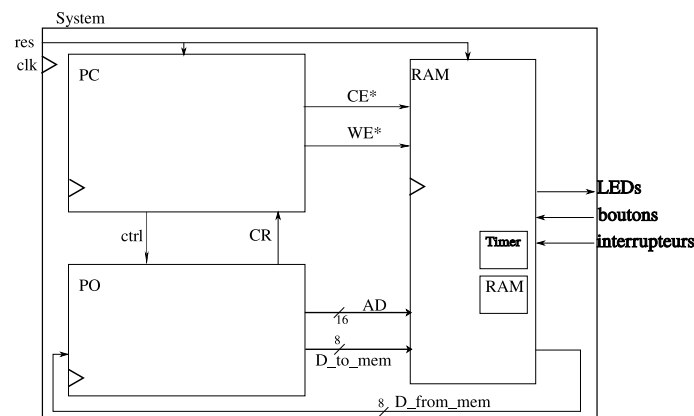 System
res
clk
PC
RAM
CE*
WE*
LEDs
boutons
interrupteurs
Timer
RAM
ctrl
CR
PO
AD
16
8
D_to_mem
8
D_from_mem